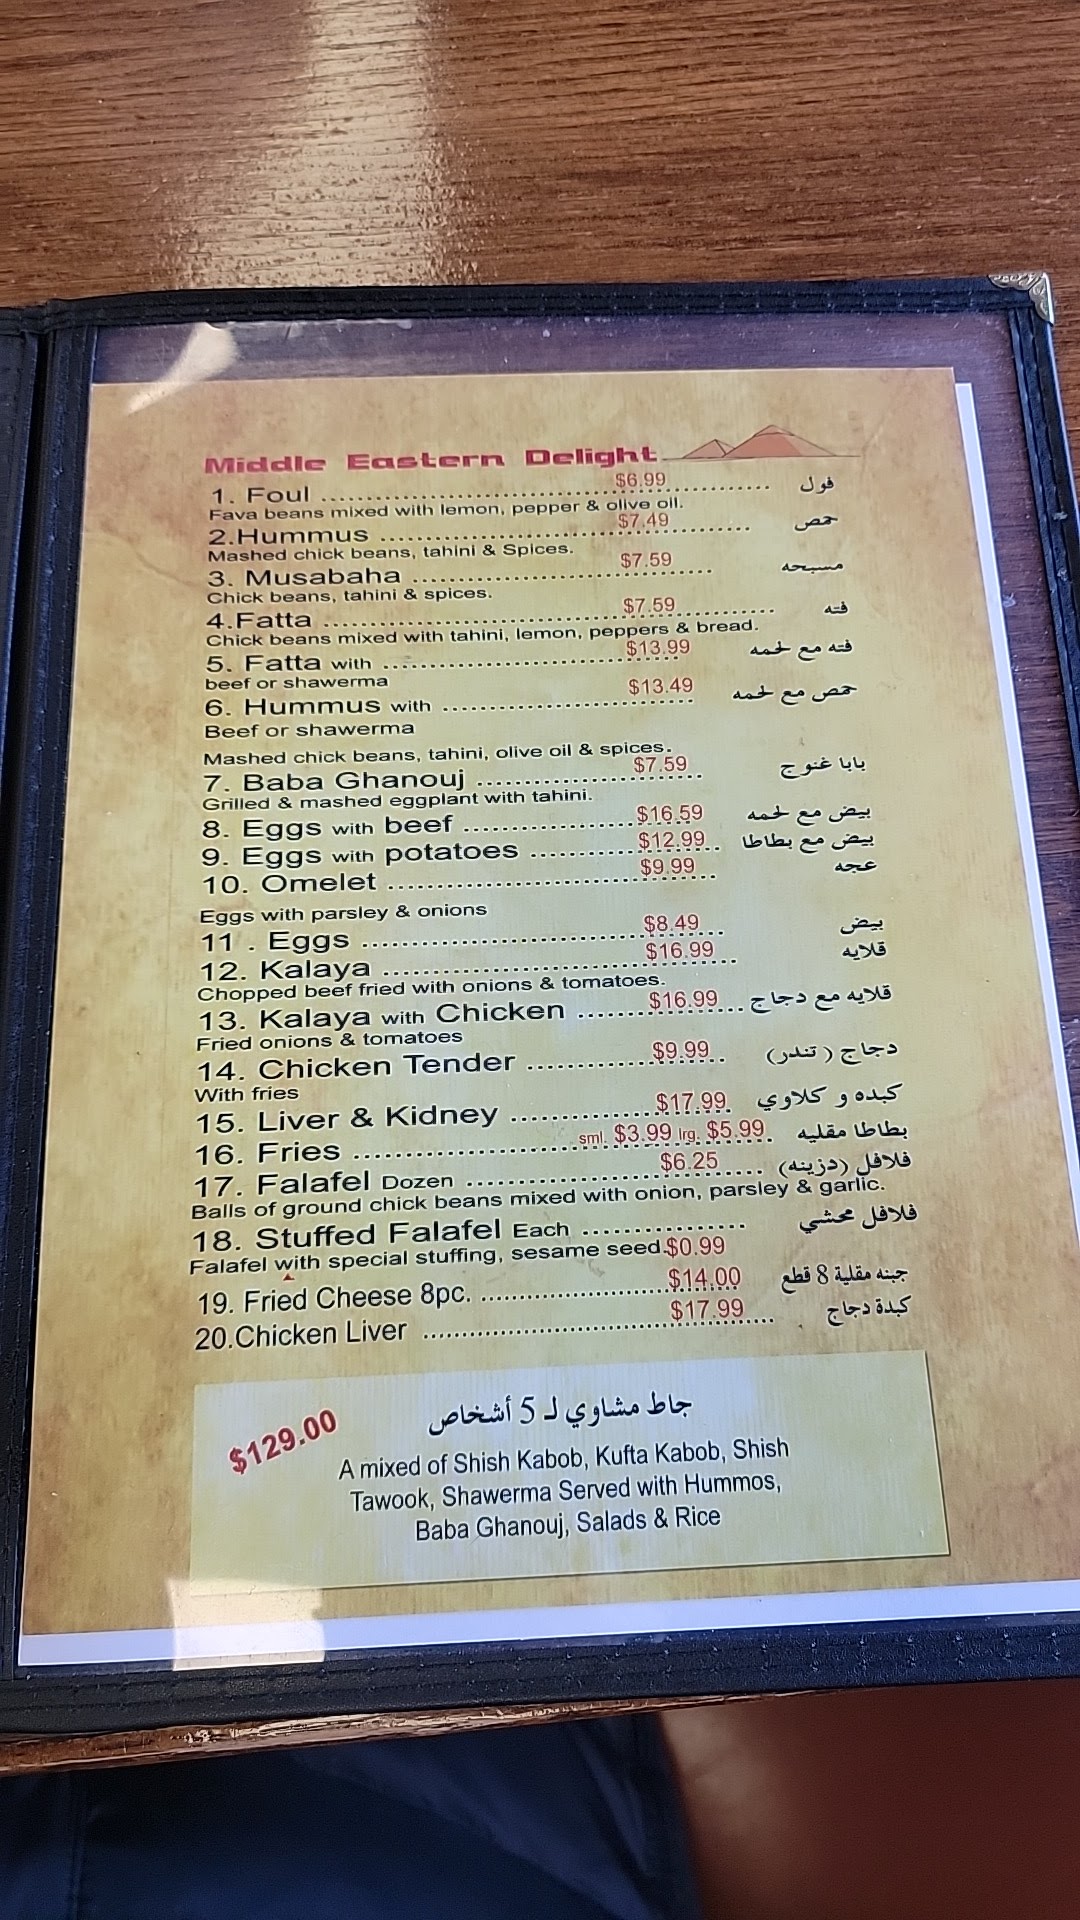 Middle Eastern Delight
1. Foul ........ $6.99 ........ فول
Fava beans mixed with lemon, pepper & olive oil.
2.Hummus ........ $7.49 ........ حمص
Mashed chick beans, tahini & Spices.
3. Musabaha ........ $7.59 ........ مسبحه
Chick beans, tahini & spices.
4.Fatta ........ $7.59 ........ فته
Chick beans mixed with tahini, lemon, peppers & bread.
5. Fatta with ........ $13.99 فته مع لحمه
beef or shawerma
6. Hummus with ........ $13.49 حمص مع لحمه
Beef or shawerma
Mashed chick beans, tahini, olive oil & spices.
7. Baba Ghanouj ........ $7.59 بابا غنوج
Grilled & mashed eggplant with tahini.
8. Eggs with beef ........ $16.59 بيض مع لحمه
9. Eggs with potatoes ........ $12.99 بيض مع بطاطا
10. Omelet ........ $9.99 عجه
Eggs with parsley & onions
11 . Eggs ........ $8.49 بيض
12. Kalaya ........ $16.99 قلايه
Chopped beef fried with onions & tomatoes.
13. Kalaya with Chicken ........ $16.99 قلايه مع دجاج
Fried onions & tomatoes
14. Chicken Tender ........ $9.99 دجاج ( تندر)
With fries
15. Liver & Kidney ........ $17.99 كبده و كلاوي
16. Fries ........ sml. $3.99 lrg. $5.99 بطاطا مقليه
17. Falafel Dozen ........ $6.25 فلافل (دزينه)
Balls of ground chick beans mixed with onion, parsley & garlic.
18. Stuffed Falafel Each ........ فلافل محشي
Falafel with special stuffing, sesame seed.$0.99
19. Fried Cheese 8pc. ........ $14.00 جبنه مقلية 8 قطع
20.Chicken Liver ........ $17.99 كبدة دجاج
$129.00
جاط مشاوي لـ 5 أشخاص
A mixed of Shish Kabob, Kufta Kabob, Shish
Tawook, Shawerma Served with Hummos,
Baba Ghanouj, Salads & Rice